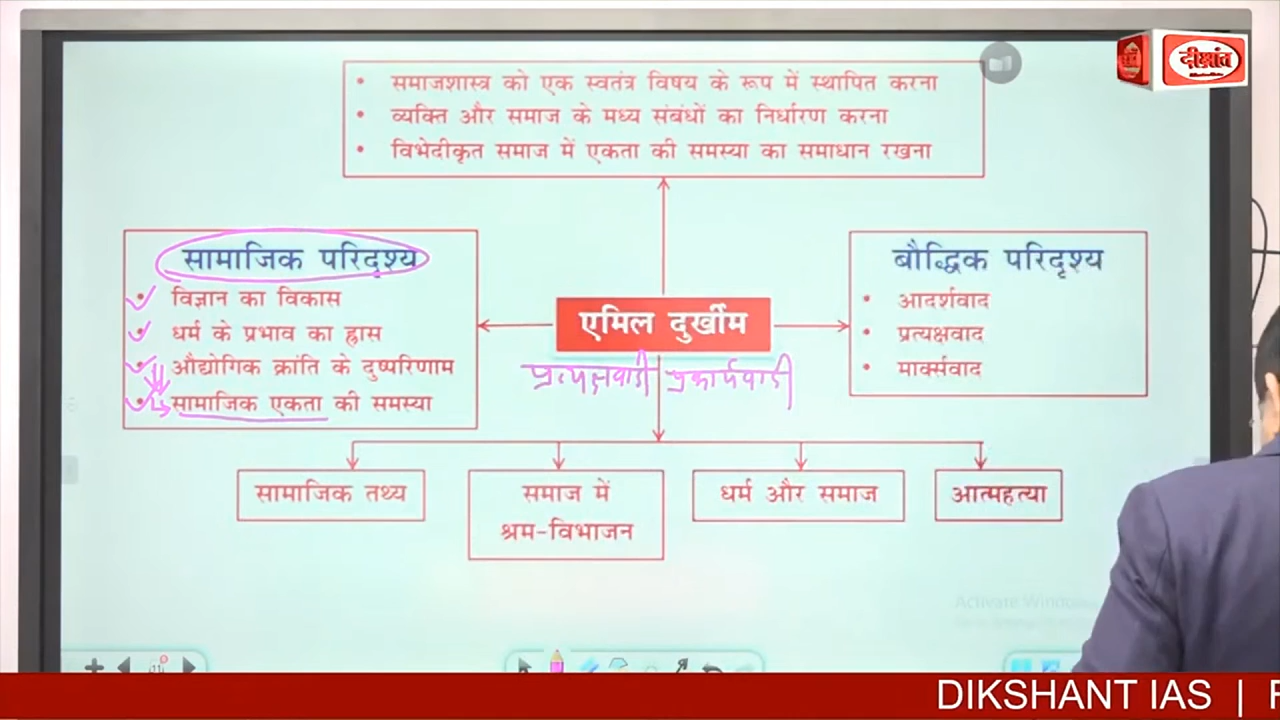 दीक्षांत
• समाजशास्त्र को एक स्वतंत्र विषय के रूप में स्थापित करना
• व्यक्ति और समाज के मध्य संबंधों का निर्धारण करना
• विभेदीकृत समाज में एकता की समस्या का समाधान रखना
सामाजिक परिदृश्य
• विज्ञान का विकास
• धर्म के प्रभाव का ह्रास
• औद्योगिक क्रांति के दुष्परिणाम
• सामाजिक एकता की समस्या
एमिल दुर्खीम
प्रत्यक्षवादी प्रकार्यवादी
बौद्धिक परिदृश्य
• आदर्शवाद
• प्रत्यक्षवाद
• मार्क्सवाद
सामाजिक तथ्य
समाज में
श्रम-विभाजन
धर्म और समाज
आत्महत्या
Activate Windows
DIKSHANT IAS |